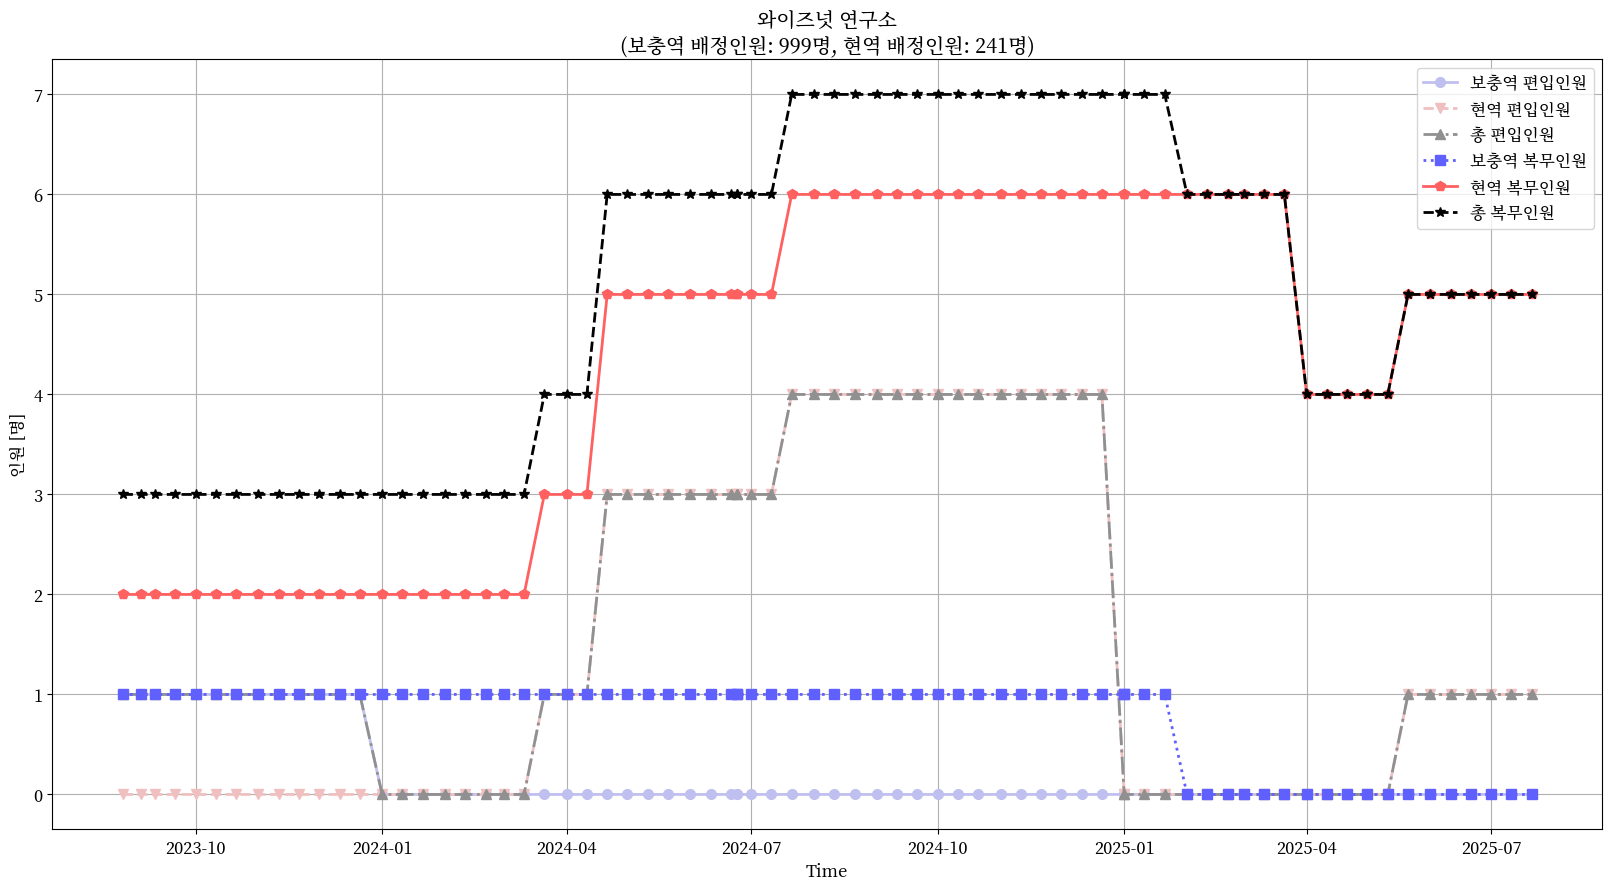 와이즈넛 연구소
(보충역 배정인원: 999명, 현역 배정인원: 241명)
보충역 편입인원
현역 편입인원
총 편입인원
보충역 복무인원
현역 복무인원
총 복무인원
인원 [명]
7
6
5
4
3
2
1
0
2023-10
2024-01
2024-04
2024-07
2024-10
2025-01
2025-04
2025-07
Time